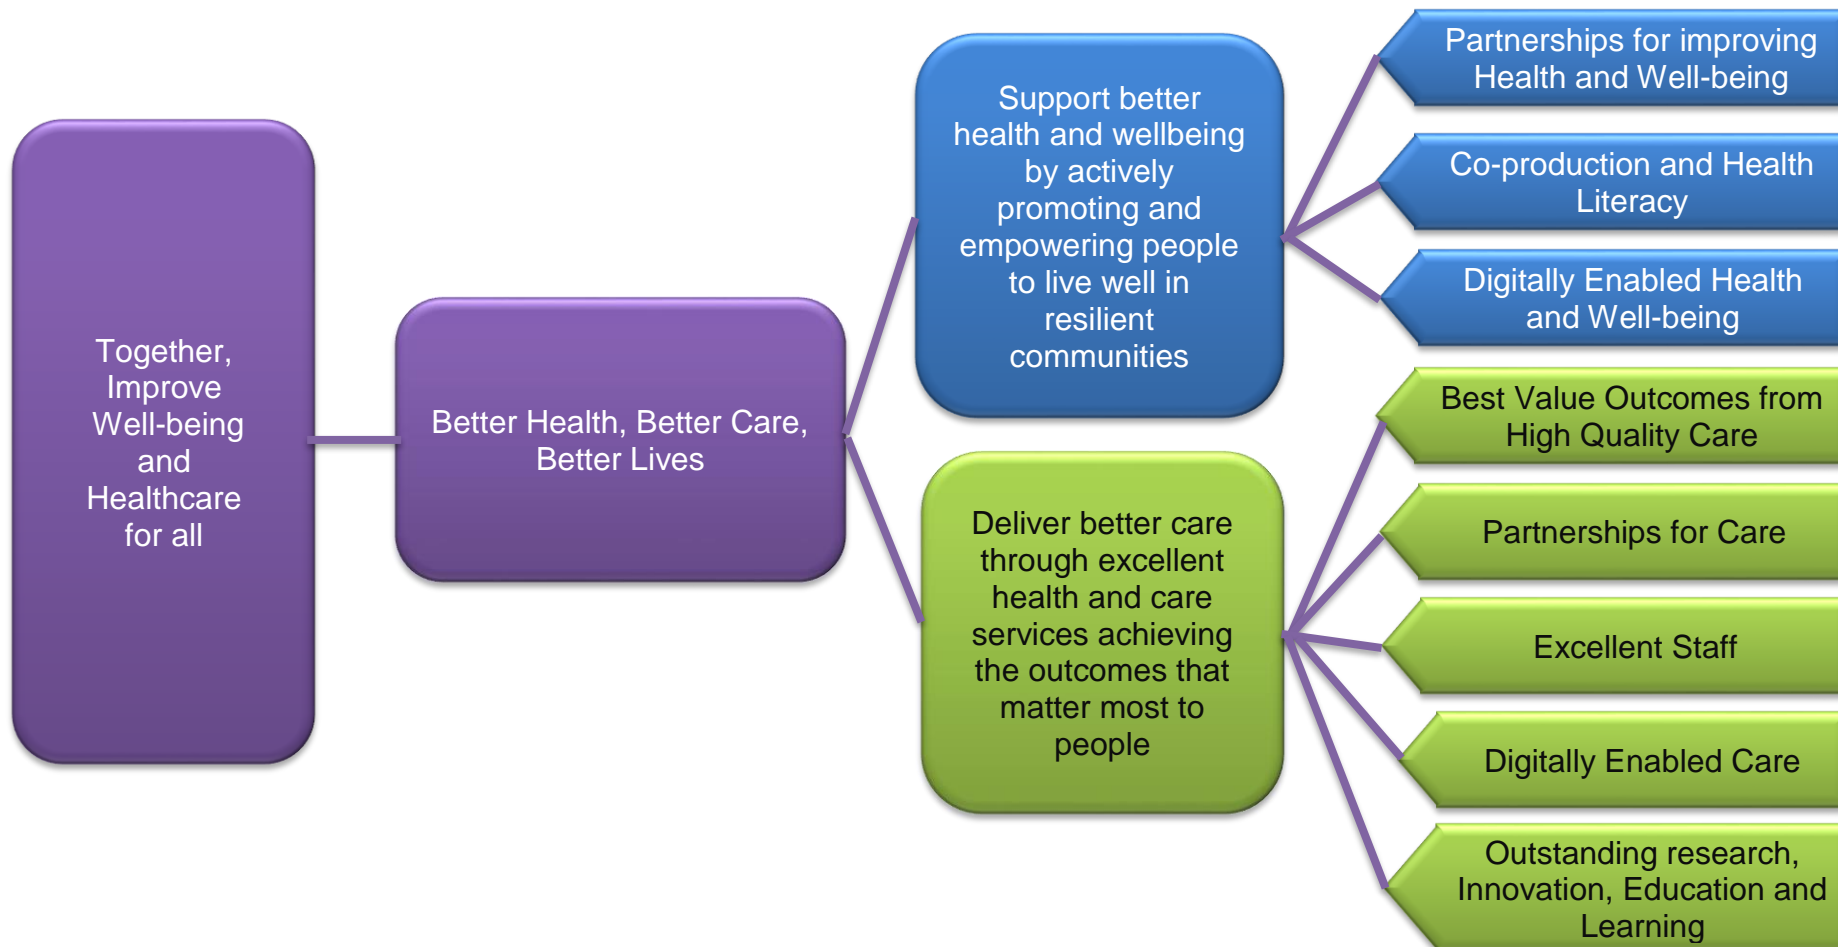 Together,
Improve
Well-being
and
Healthcare
for all
Better Health, Better Care,
Better Lives
Support better
health and wellbeing
by actively
promoting and
empowering people
to live well in
resilient
communities
Deliver better care
through excellent
health and care
services achieving
the outcomes that
matter most to
people
Partnerships for improving
Health and Well-being
Co-production and Health
Literacy
Digitally Enabled Health
and Well-being
Best Value Outcomes from
High Quality Care
Partnerships for Care
Excellent Staff
Digitally Enabled Care
Outstanding research,
Innovation, Education and
Learning